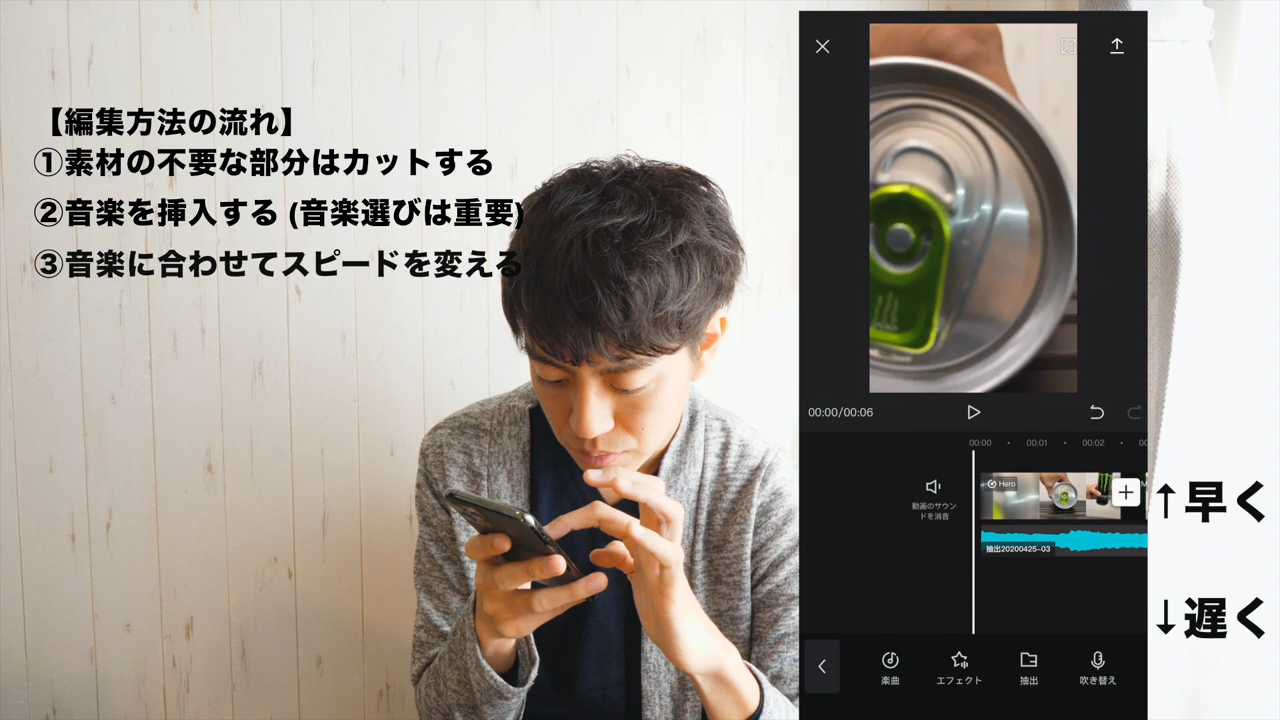 【編集方法の流れ】
①素材の不要な部分はカットする
②音楽を挿入する (音楽選びは重要)
③音楽に合わせてスピードを変える
00:00/00:06
00:00
00:01
00:02
00
Hero
動画のサウン
ドを消音
抽出20200425-03
↑早く
↓遅く
楽曲
エフェクト
抽出
吹き替え